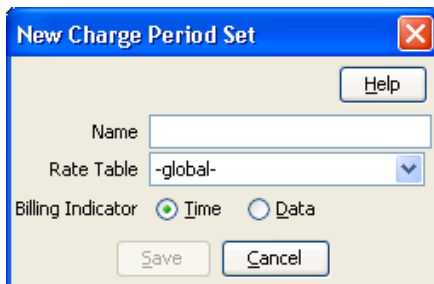 New Charge Period Set
Help
Name
Rate Table -global-
Billing Indicator Time Data
Save Cancel